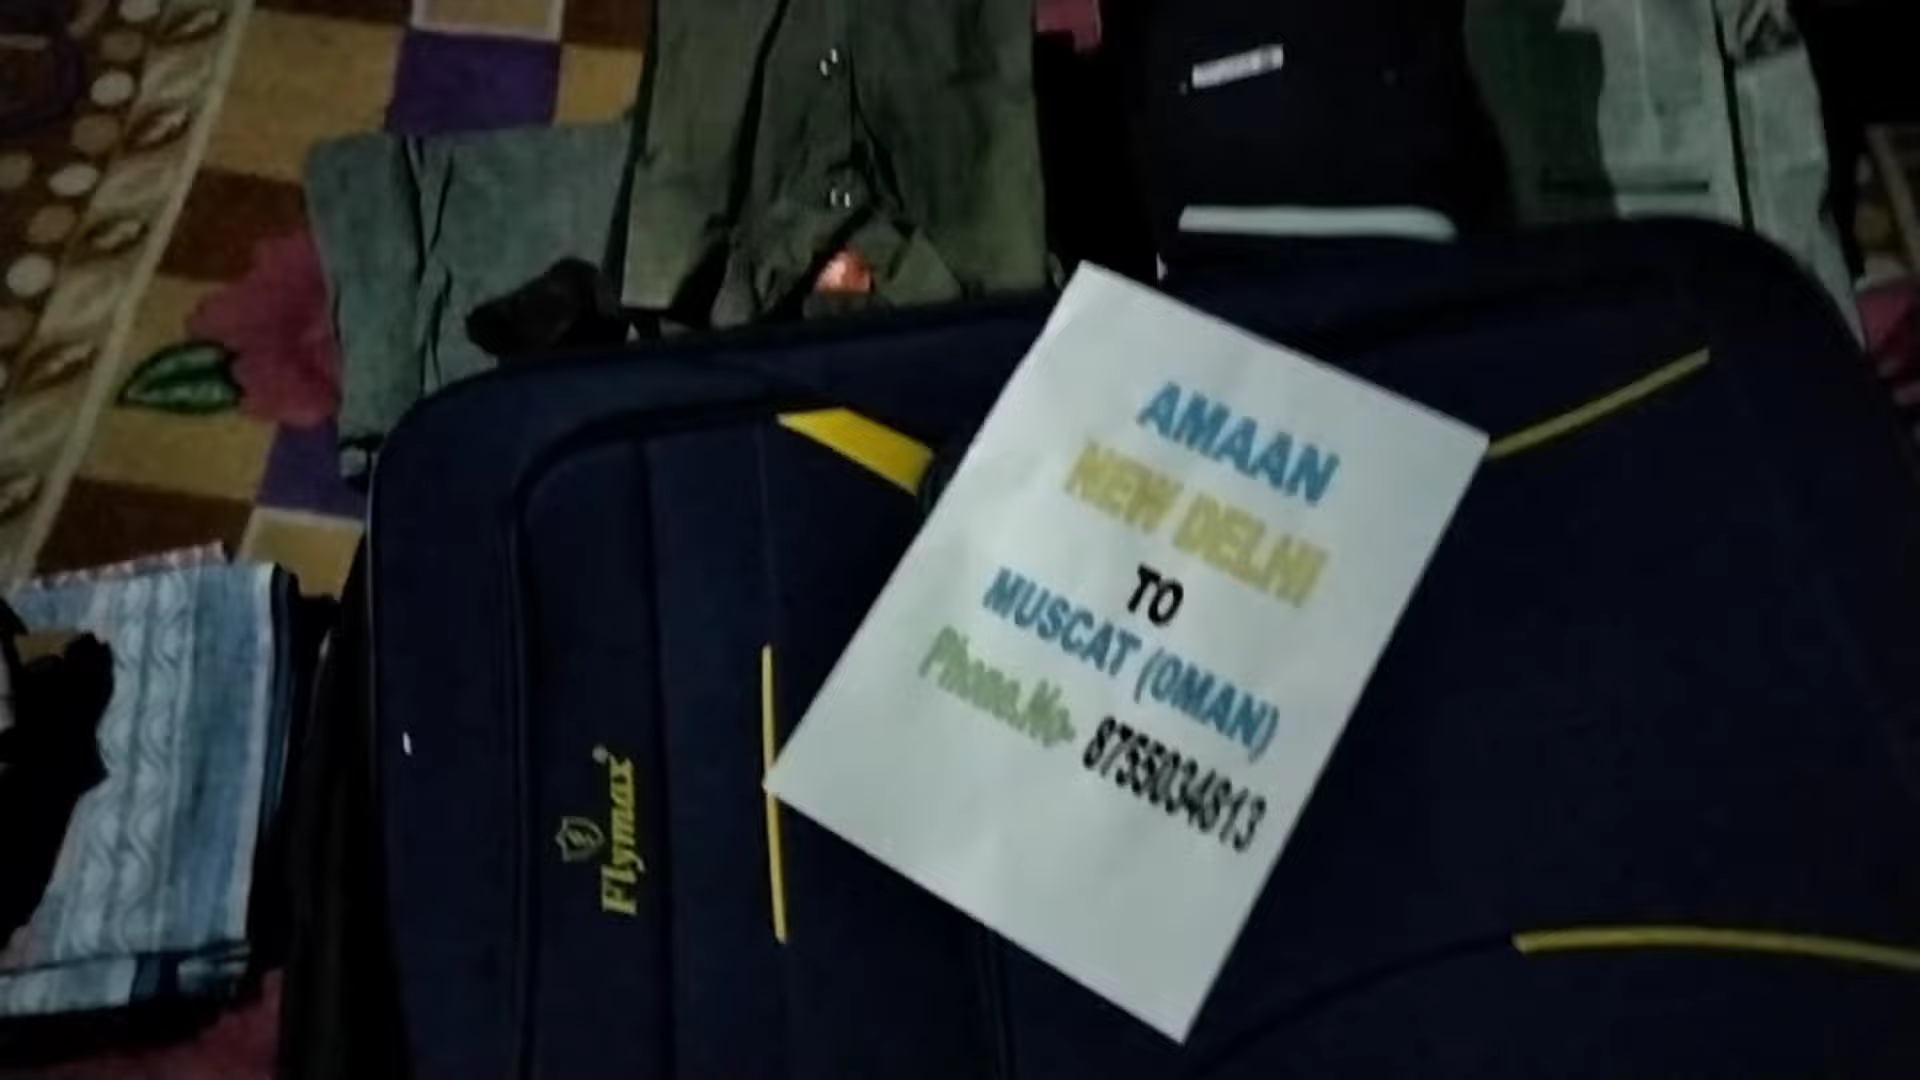 AMAAN
NEW DELHI
TO
MUSCAT (OMAN)
Phone.No- 8755034813
Flymax